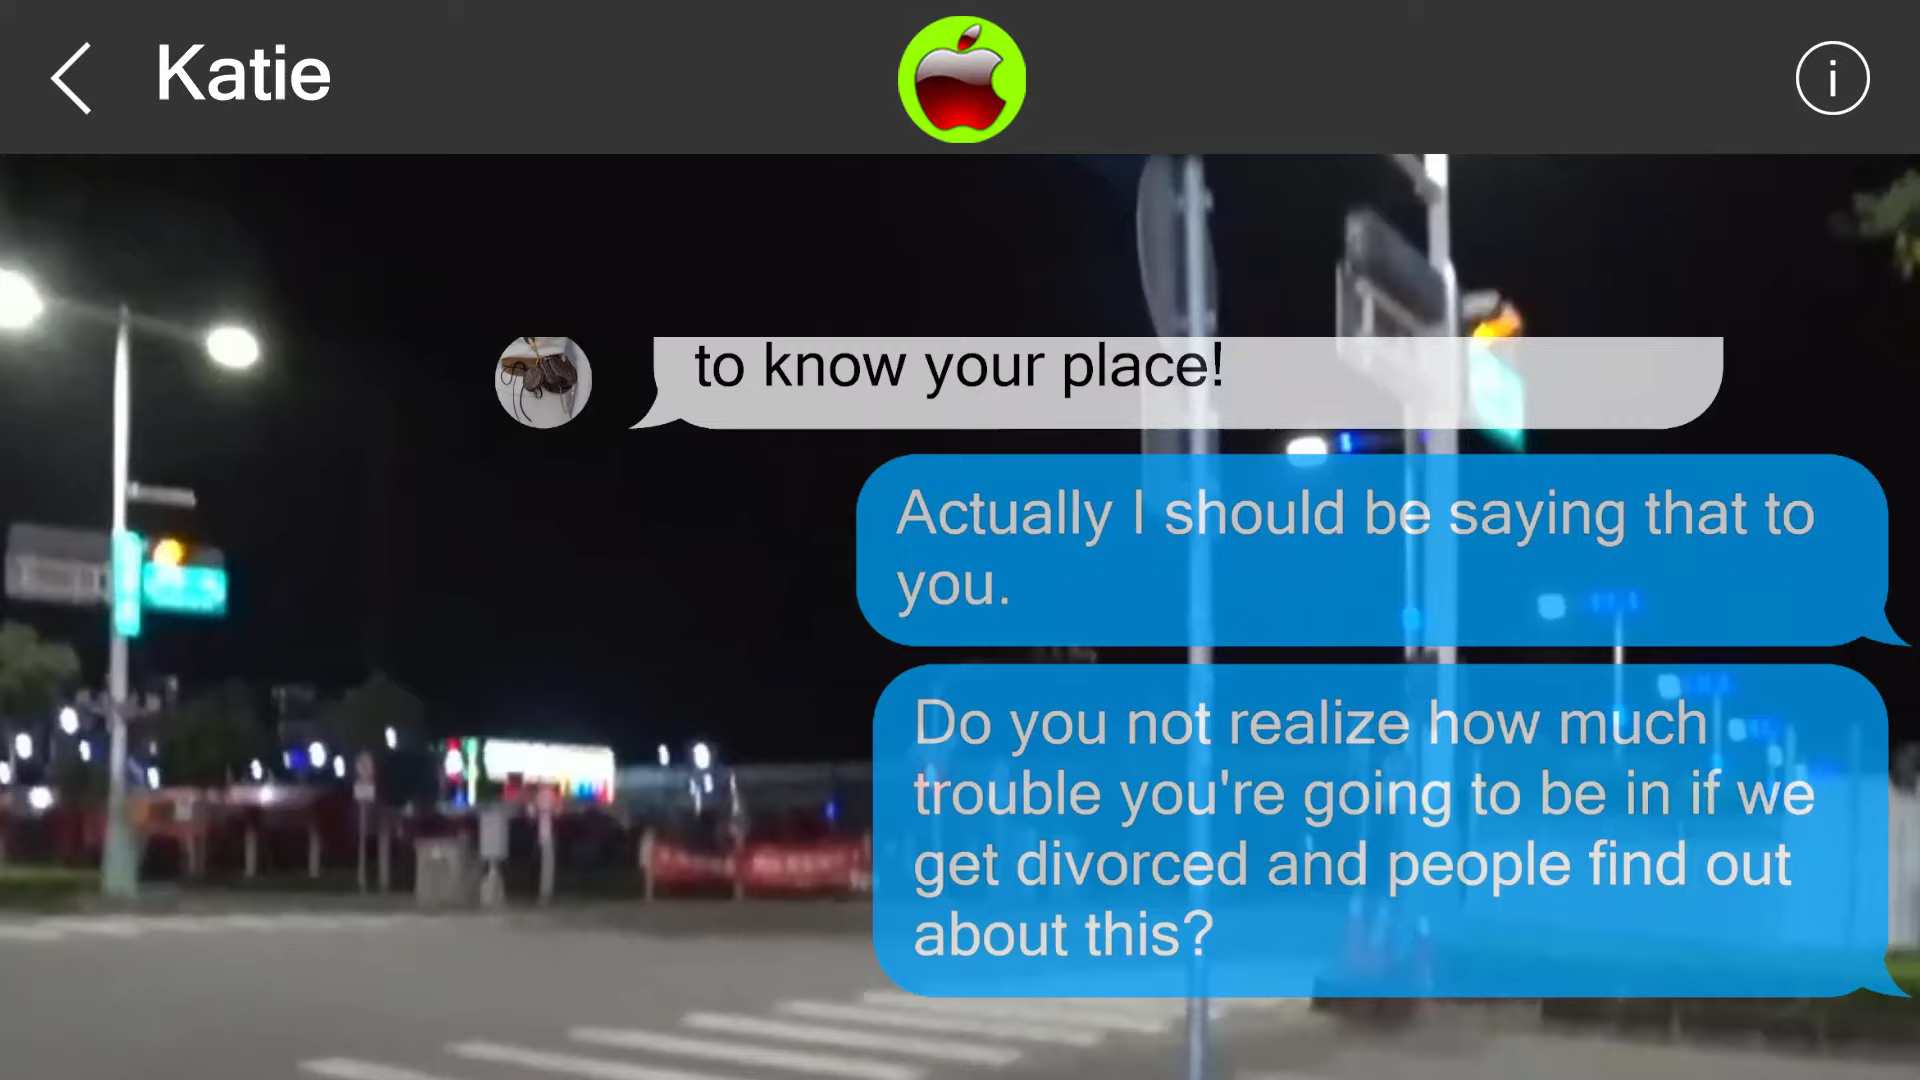 Katie
to know your place!
Actually I should be saying that to
you.
Do you not realize how much
trouble you're going to be in if we
get divorced and people find out
about this?